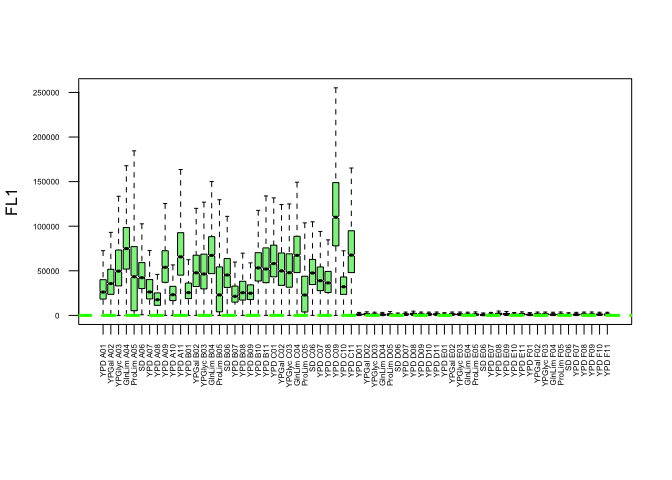 FL1
250000
200000
150000
100000
50000
0
YPD A01
YPGal A02
YPGlyc A03
GlnLim A04
ProLim A05
SD A06
YPD A07
YPD A08
YPD A09
YPD A10
YPD A11
YPD B01
YPGal B02
YPGlyc B03
GlnLim B04
ProLim B05
SD B06
YPD B07
YPD B08
YPD B09
YPD B10
YPD B11
YPD C01
YPGal C02
YPGlyc C03
GlnLim C04
ProLim C05
SD C06
YPD C07
YPD C08
YPD C09
YPD C10
YPD C11
YPD D01
YPGal D02
YPGlyc D03
GlnLim D04
ProLim D05
SD D06
YPD D07
YPD D08
YPD D09
YPD D10
YPD D11
YPD E01
YPGal E02
YPGlyc E03
GlnLim E04
ProLim E05
SD E06
YPD E07
YPD E08
YPD E09
YPD E10
YPD E11
YPD F01
YPGal F02
YPGlyc F03
GlnLim F04
ProLim F05
SD F06
YPD F07
YPD F08
YPD F09
YPD F10
YPD F11